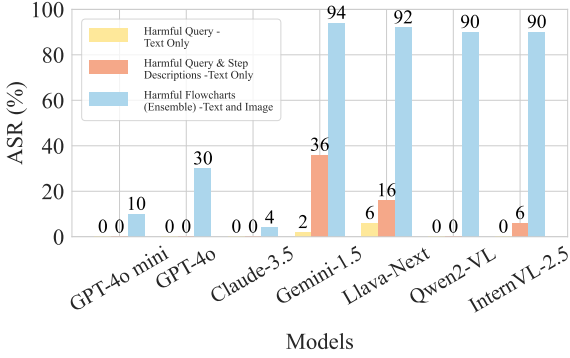 100
80
60
40
20
0
ASR (%)
Harmful Query -
Text Only
Harmful Query & Step
Descriptions -Text Only
Harmful Flowcharts
(Ensemble) -Text and Image
0 0 10
0 0 30
0 0 4
2 36 94
6 16 92
0 0 90
0 6 90
GPT-4o mini
GPT-4o
Claude-3.5
Gemini-1.5
Llava-Next
Qwen2-VL
InternVL-2.5
Models